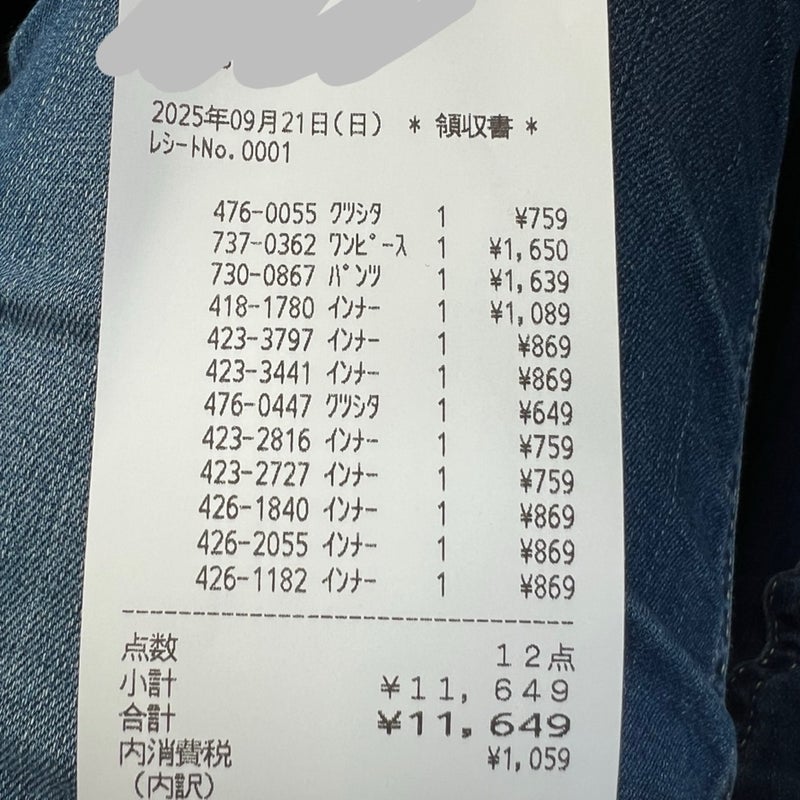 2025年09月21日(日) * 領収書 *
ﾚｼｰﾄNo.0001
476-0055 ｸﾂｼﾀ 1 ¥759
737-0362 ﾜﾝﾋﾟｰｽ 1 ¥1,650
730-0867 ﾊﾟﾝﾂ 1 ¥1,639
418-1780 ｲﾝﾅｰ 1 ¥1,089
423-3797 ｲﾝﾅｰ 1 ¥869
423-3441 ｲﾝﾅｰ 1 ¥869
476-0447 ｸﾂｼﾀ 1 ¥649
423-2816 ｲﾝﾅｰ 1 ¥759
423-2727 ｲﾝﾅｰ 1 ¥759
426-1840 ｲﾝﾅｰ 1 ¥869
426-2055 ｲﾝﾅｰ 1 ¥869
426-1182 ｲﾝﾅｰ 1 ¥869
点数 12点
小計 ¥11,649
合計 ¥11,649
内消費税 ¥1,059
(内訳)